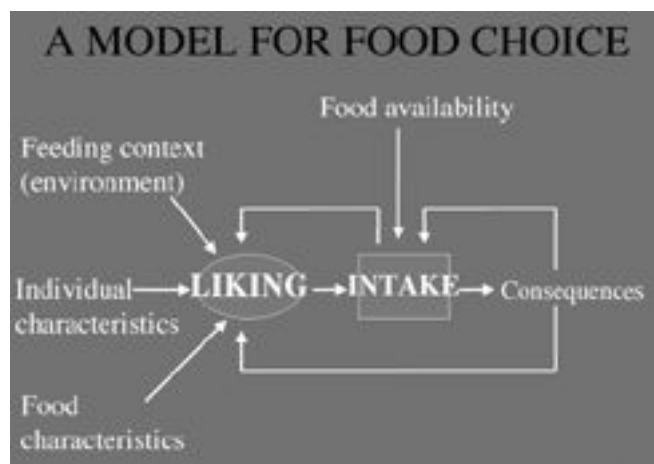 A MODEL FOR FOOD CHOICE
Food availability
Feeding context
(environment)
Individual
characteristics
LIKING
INTAKE
Consequences
Food
characteristics